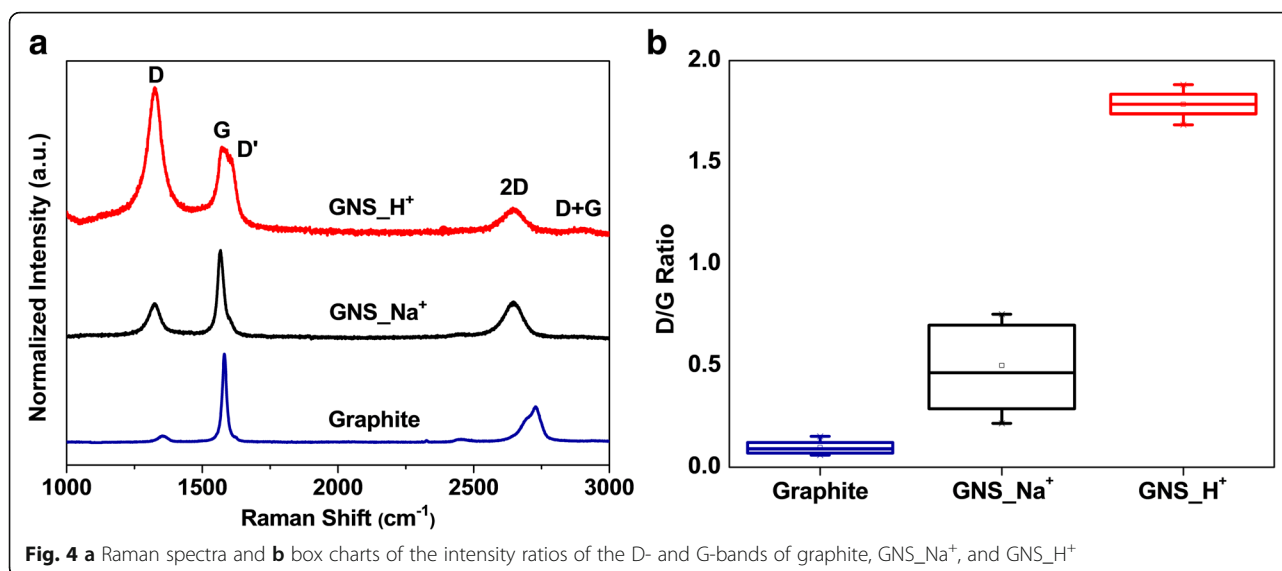 a
D
G
D'
2D
D+G
GNS_H⁺
GNS_Na⁺
Graphite
Normalized Intensity (a.u.)
1000 1500 2000 2500 3000
Raman Shift (cm⁻¹)
b
2.0
1.5
1.0
0.5
0.0
D/G Ratio
Graphite GNS_Na⁺ GNS_H⁺
Fig. 4 a Raman spectra and b box charts of the intensity ratios of the D- and G-bands of graphite, GNS_Na⁺, and GNS_H⁺